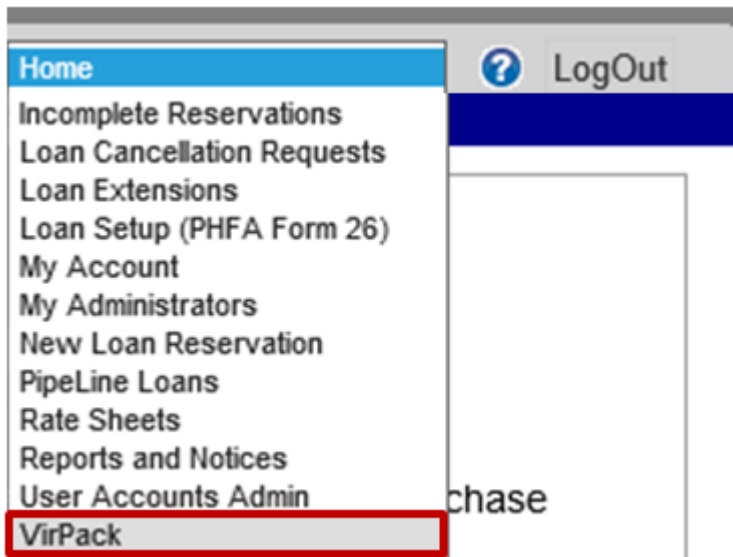 Home
LogOut
Incomplete Reservations
Loan Cancellation Requests
Loan Extensions
Loan Setup (PHFA Form 26)
My Account
My Administrators
New Loan Reservation
PipeLine Loans
Rate Sheets
Reports and Notices
User Accounts Admin
chase
VirPack